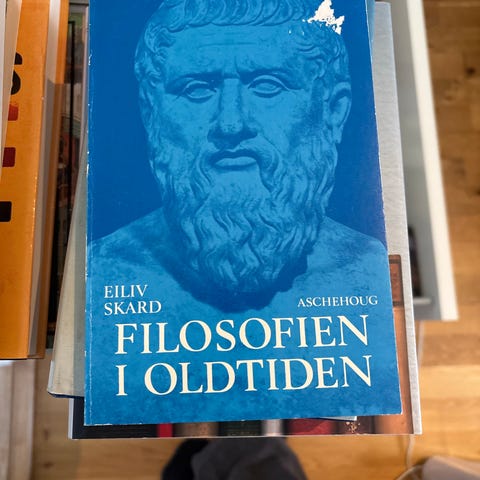 EILIV
SKARD
ASCHEHOUG
FILOSOFIEN
I OLDTIDEN